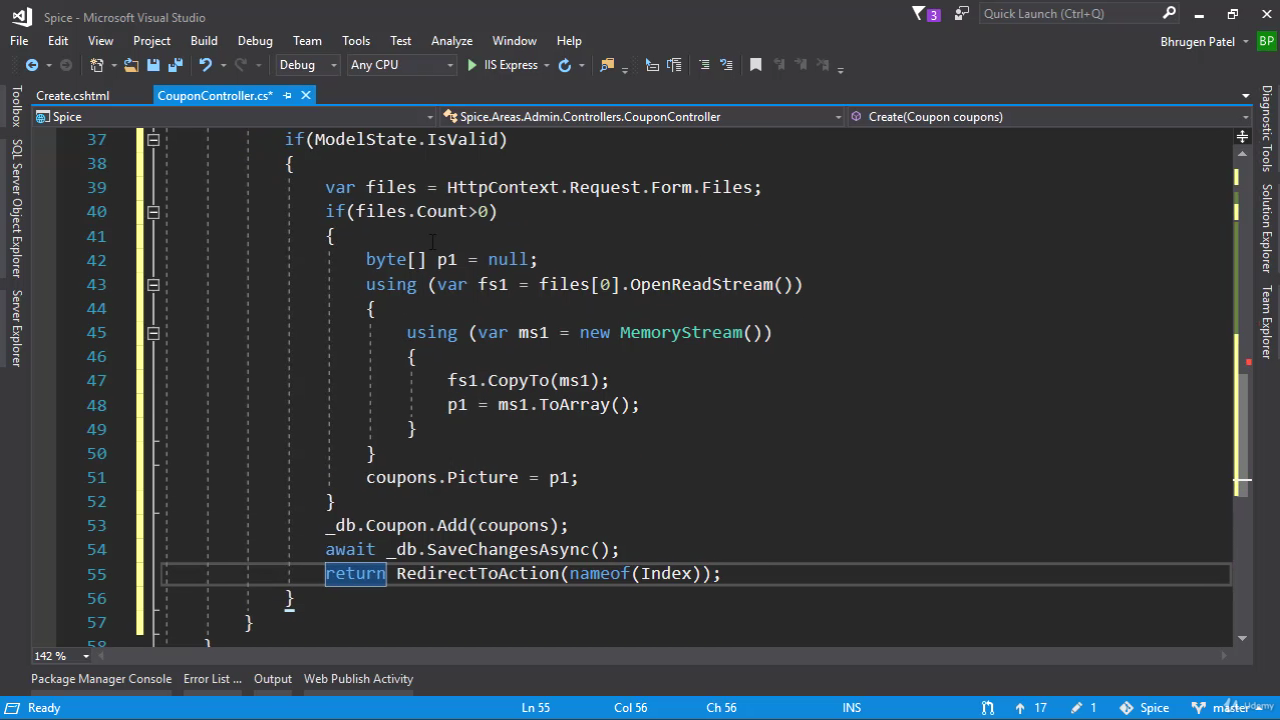 Spice - Microsoft Visual Studio
3
Quick Launch (Ctrl+Q)
File Edit View Project Build Debug Team Tools Test Analyze Window Help
Bhrugen Patel BP
Debug Any CPU IIS Express
Create.cshtml CouponController.cs*
Spice Spice.Areas.Admin.Controllers.CouponController Create(Coupon coupons)
Toolbox
SQL Server Object Explorer
Server Explorer
Diagnostic Tools
Solution Explorer
Team Explorer
37 if(ModelState.IsValid)
38 {
39 var files = HttpContext.Request.Form.Files;
40 if(files.Count>0)
41 {
42 byte[] p1 = null;
43 using (var fs1 = files[0].OpenReadStream())
44 {
45 using (var ms1 = new MemoryStream())
46 {
47 fs1.CopyTo(ms1);
48 p1 = ms1.ToArray();
49 }
50 }
51 coupons.Picture = p1;
52 }
53 _db.Coupon.Add(coupons);
54 await _db.SaveChangesAsync();
55 return RedirectToAction(nameof(Index));
56 }
57 }
58 }
142 %
Package Manager Console Error List ... Output Web Publish Activity
Ready Ln 55 Col 56 Ch 56 INS 17 1 Spice master
Udemy